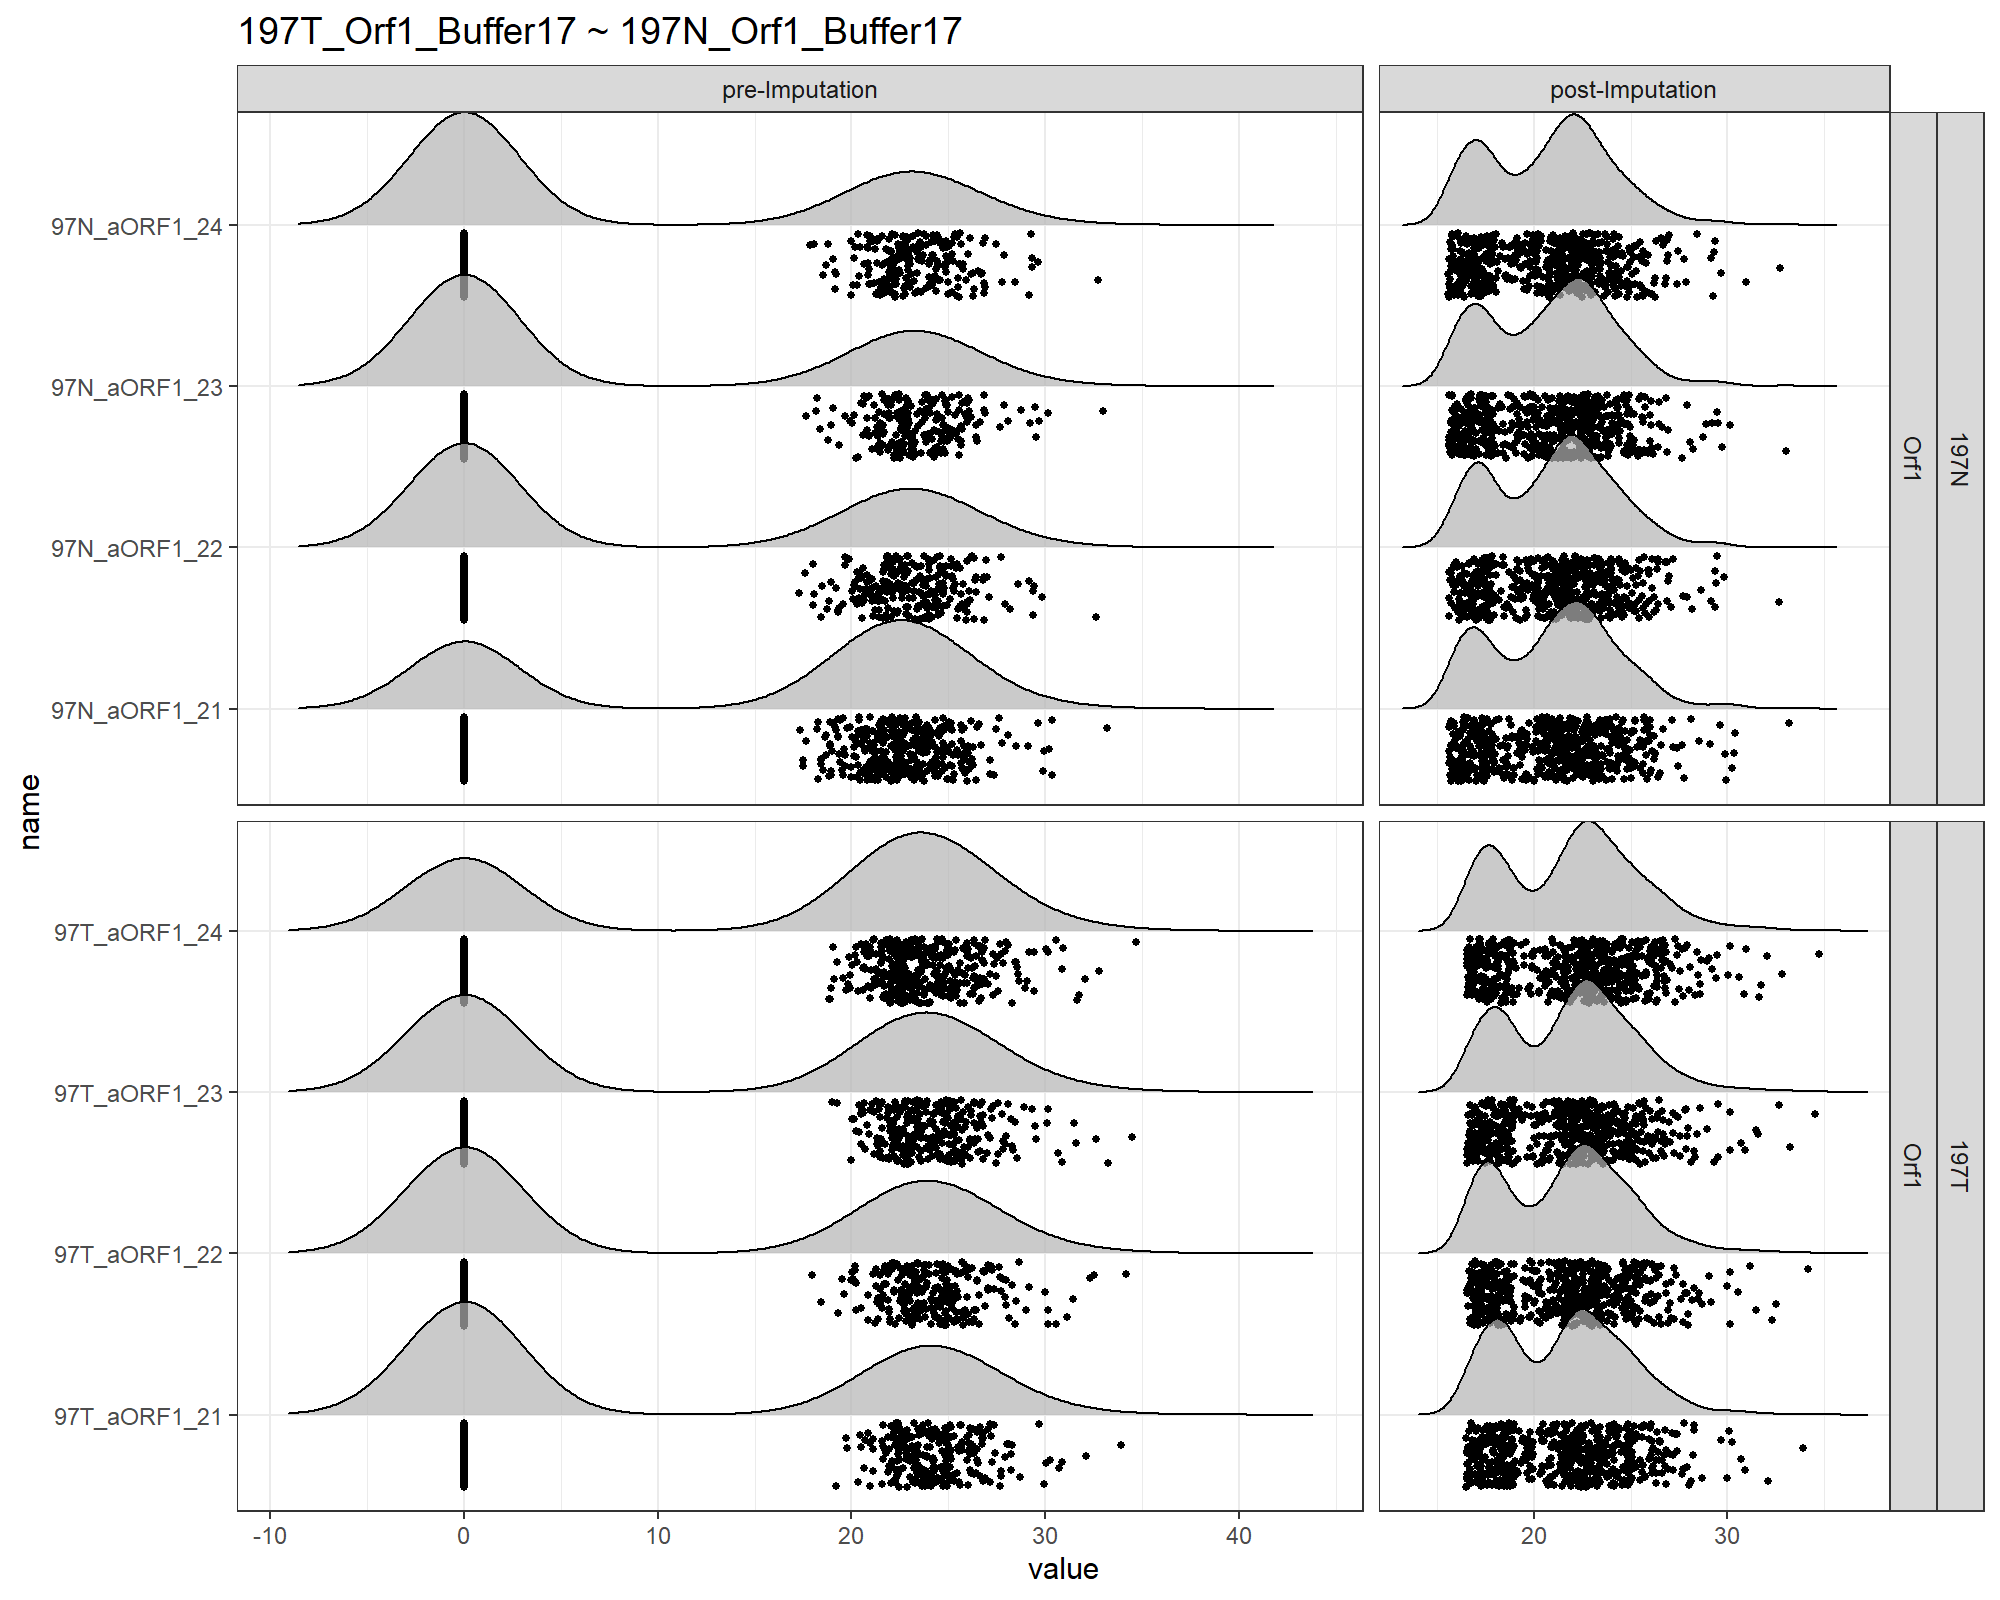 197T_Orf1_Buffer17 ~ 197N_Orf1_Buffer17
pre-Imputation
post-Imputation
97N_aORF1_24
97N_aORF1_23
97N_aORF1_22
97N_aORF1_21
Orf1
197N
name
97T_aORF1_24
97T_aORF1_23
97T_aORF1_22
97T_aORF1_21
Orf1
197T
-10 0 10 20 30 40
20 30
value